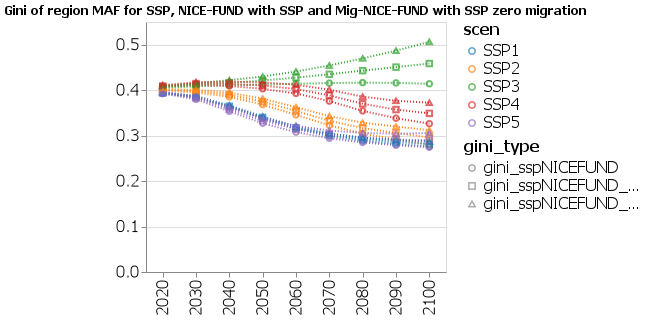 Gini of region MAF for SSP, NICE-FUND with SSP and Mig-NICE-FUND with SSP zero migration
0.5
0.4
0.3
0.2
0.1
0.0
2020
2030
2040
2050
2060
2070
2080
2090
2100
scen
SSP1
SSP2
SSP3
SSP4
SSP5
gini_type
gini_sspNICEFUND
gini_sspNICEFUND_...
gini_sspNICEFUND_...